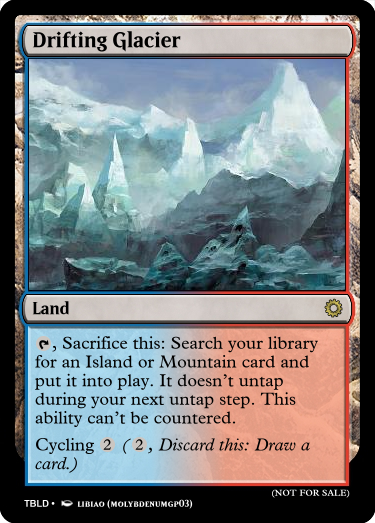 Drifting Glacier
Land
, Sacrifice this: Search your library
for an Island or Mountain card and
put it into play. It doesn't untap
during your next untap step. This
ability can't be countered.
Cycling 2 ( 2 , Discard this: Draw a
card.)
(NOT FOR SALE)
TBLD • LIBIAO (MOLYBDENUMGP03)